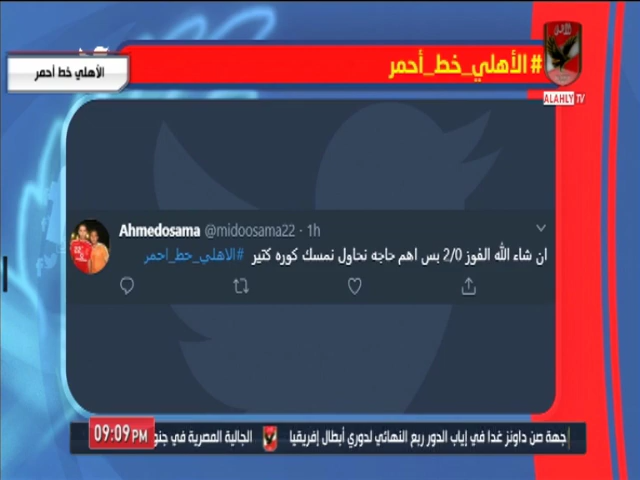 #الأهلي_خط_أحمر
الأهلي خط أحمر
ALAHLY TV
Ahmedosama @midoosama22 · 1h
ان شاء الله الفوز 2/0 بس اهم حاجه نحاول نمسك كوره كتير #الاهلي_خط_احمر
جهة صن داونز غدا في إياب الدور ربع النهائي لدوري أبطال إفريقيا الجالية المصرية في جنو
09:09 PM